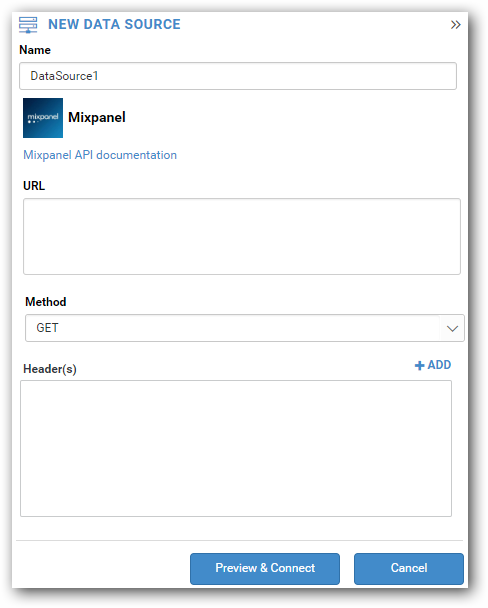 NEW DATA SOURCE
Name
DataSource1
mixpanel
Mixpanel
Mixpanel API documentation
URL
Method
GET
Header(s)
ADD
Preview & Connect
Cancel